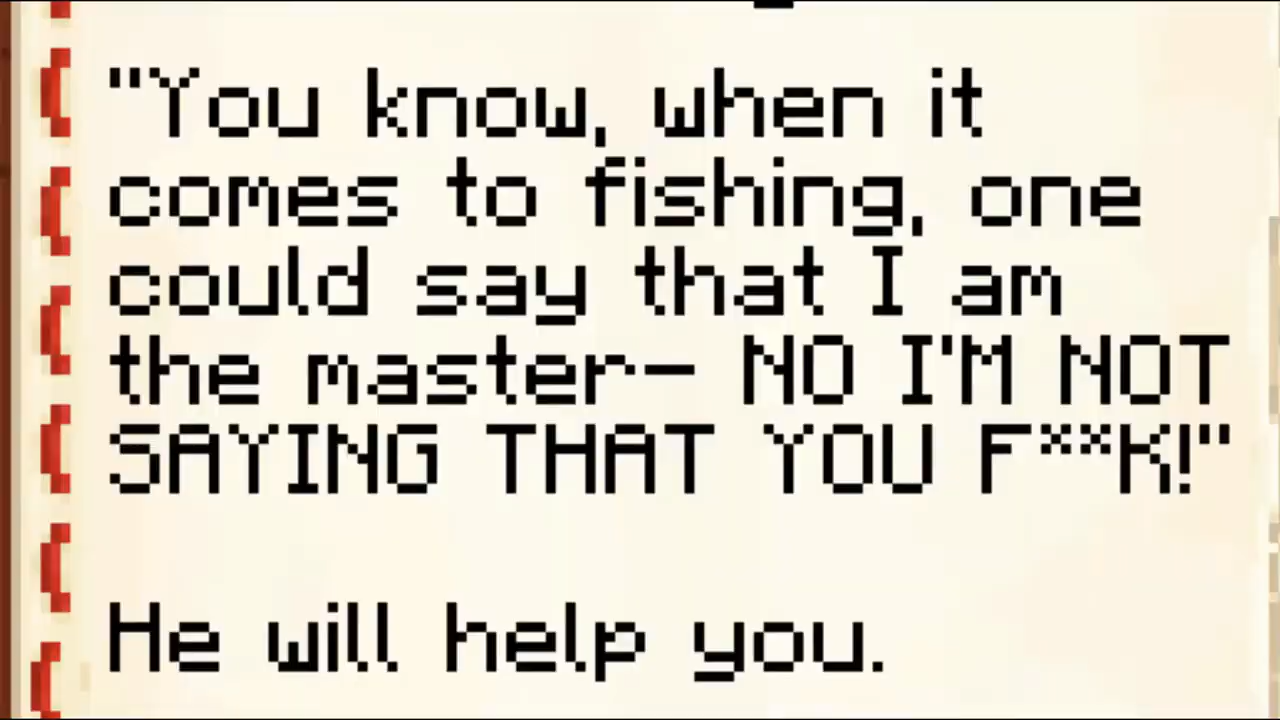 "You know, when it
comes to fishing, one
could say that I am
the master- NO I'M NOT
SAYING THAT YOU F**K!"
He will help you.